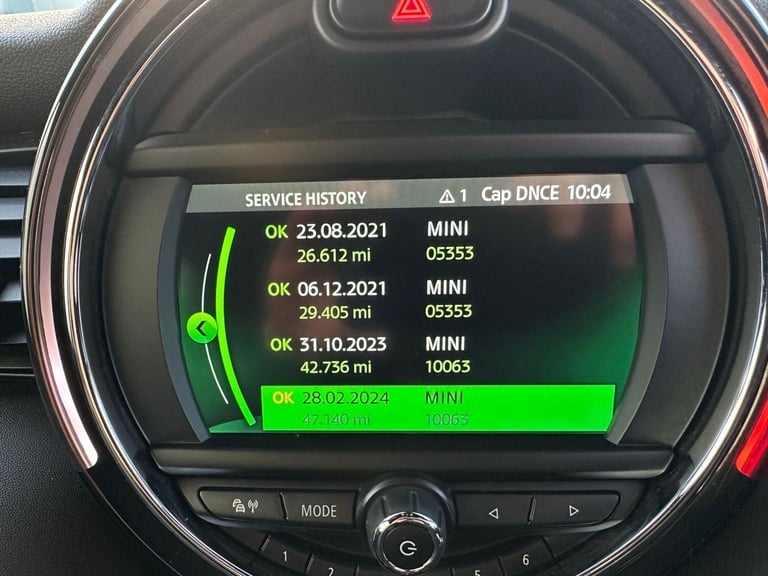 SERVICE HISTORY ⚠ 1 Cap DNCE 10:04
OK 23.08.2021 MINI
26.612 mi 05353
OK 06.12.2021 MINI
29.405 mi 05353
OK 31.10.2023 MINI
42.736 mi 10063
OK 28.02.2024 MINI
47.140 mi 10063
MODE
1 2 5 6